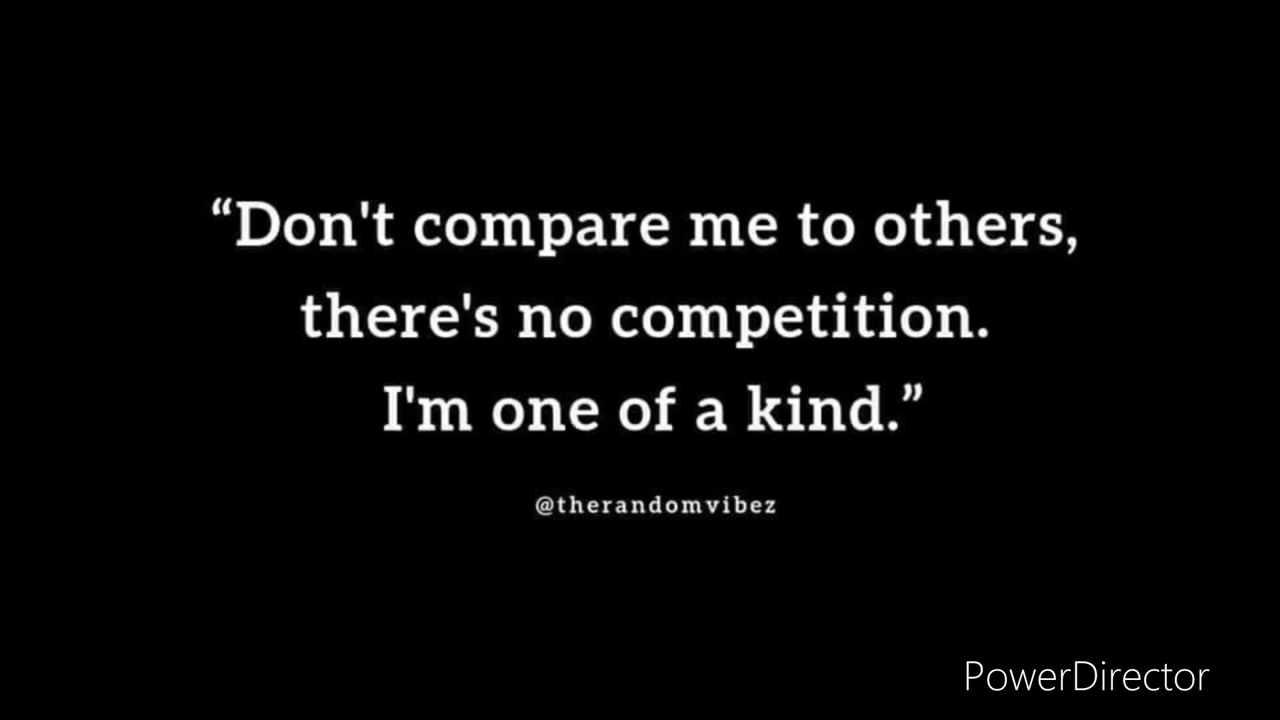 “Don't compare me to others,
there's no competition.
I'm one of a kind.”
@therandomvibez
PowerDirector